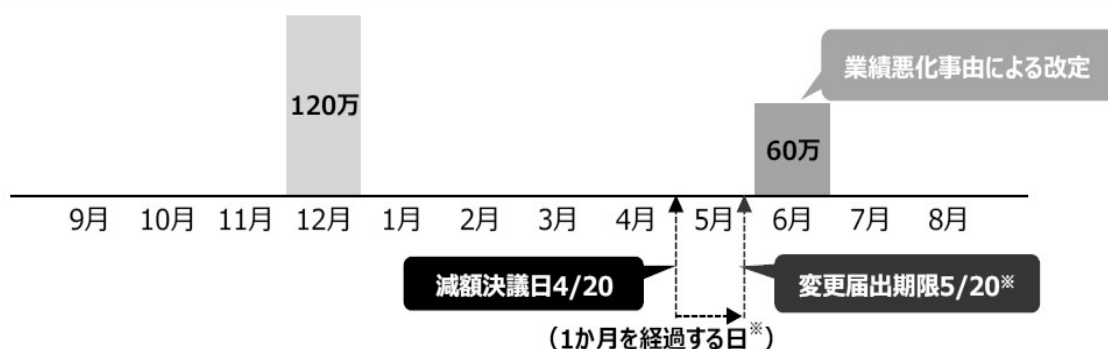 業績悪化事由による改定
120万
60万
9月 10月 11月 12月 1月 2月 3月 4月 5月 6月 7月 8月
減額決議日4/20
変更届出期限5/20※
（1か月を経過する日※）